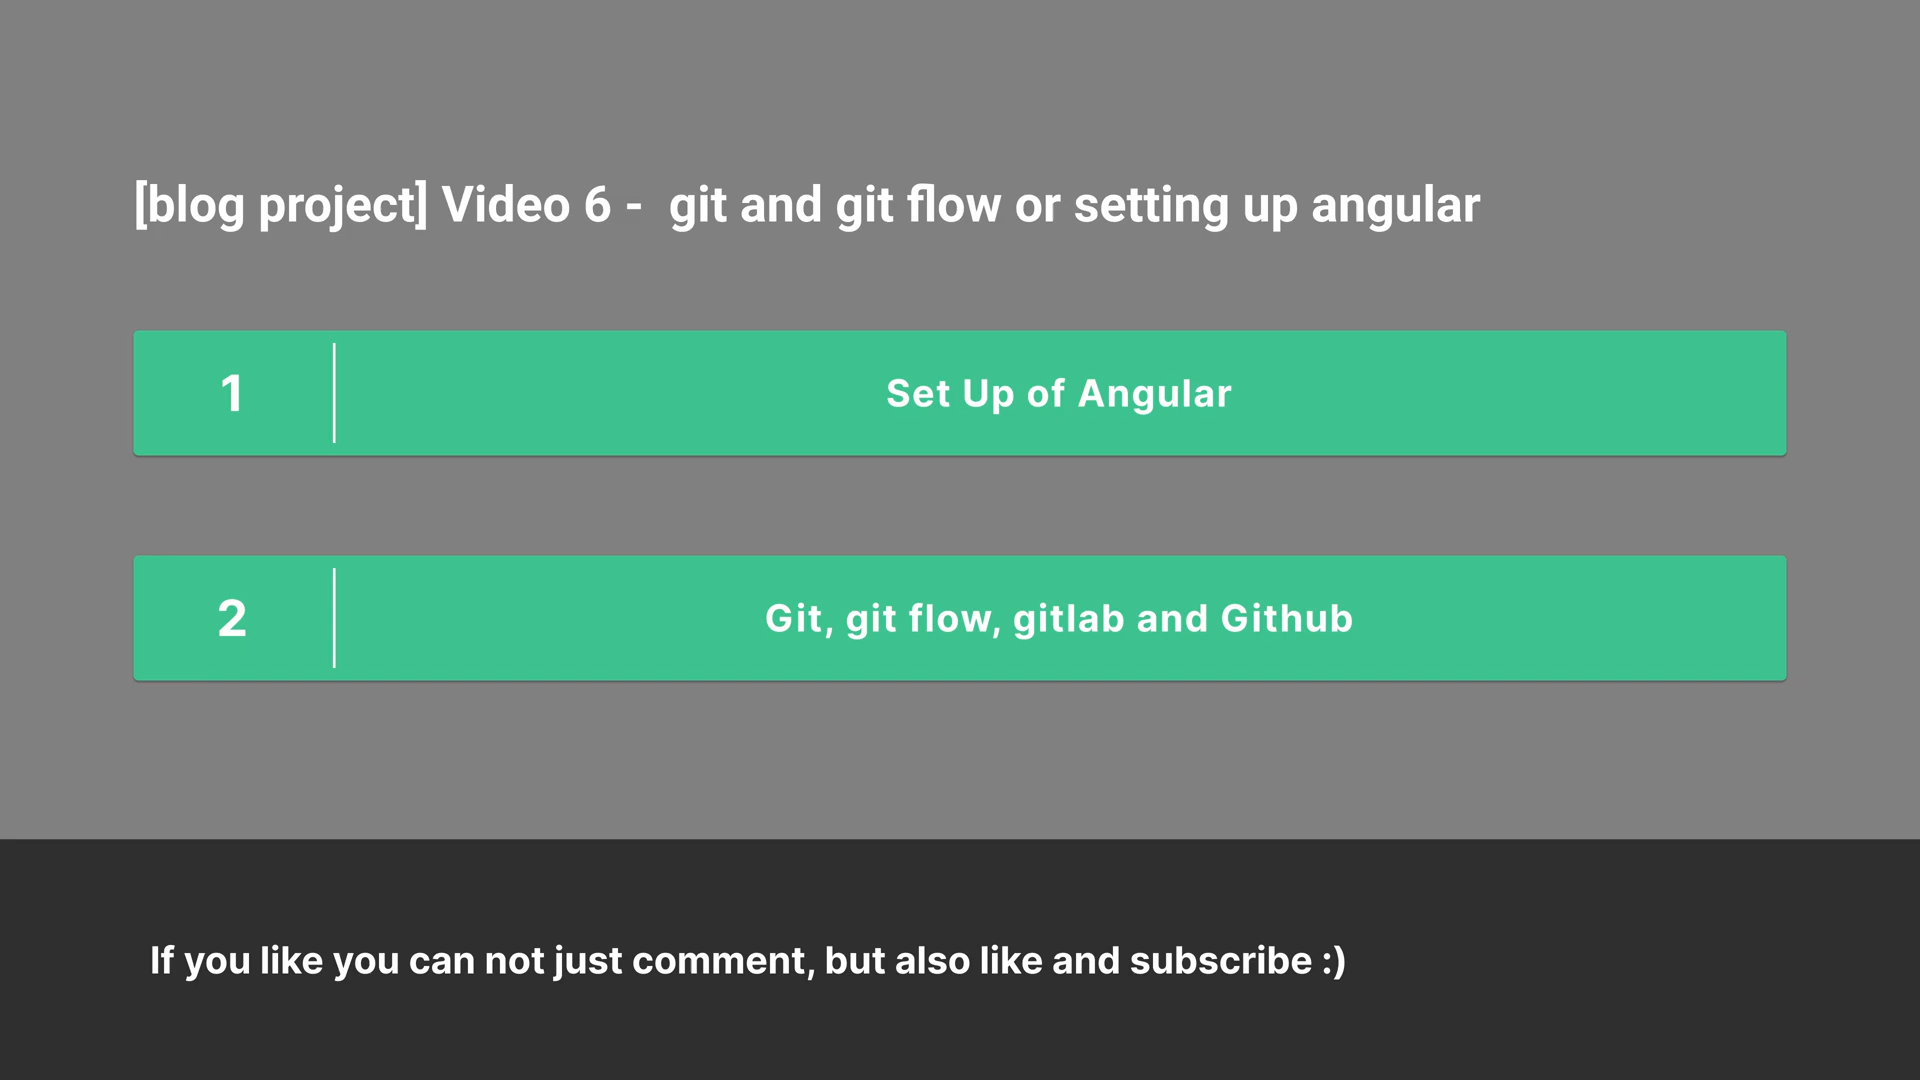 [blog project] Video 6 -  git and git flow or setting up angular
1
Set Up of Angular
2
Git, git flow, gitlab and Github
If you like you can not just comment, but also like and subscribe :)